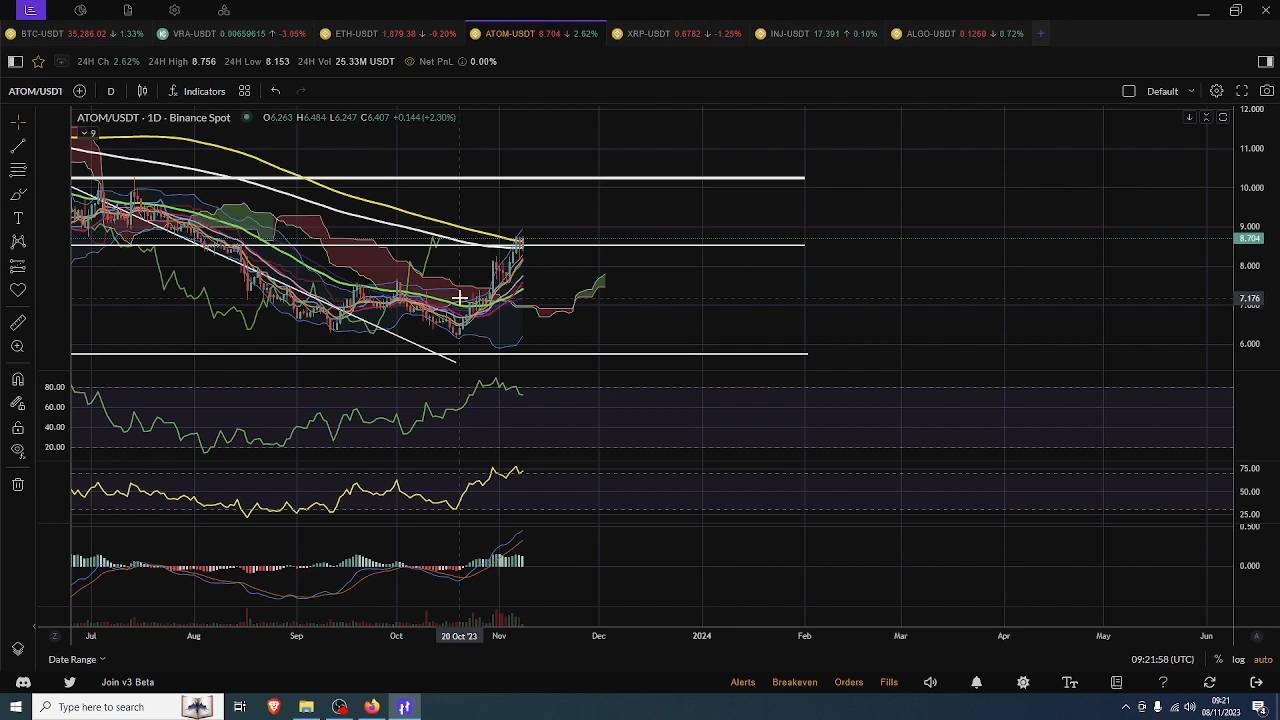 BTC-USDT 35,286.02 ↓ 1.33%
VRA-USDT 0.00659615 ↑ -3.05%
ETH-USDT 1,879.38 ↓ -0.20%
ATOM-USDT 8.704 ↓ 2.62%
XRP-USDT 0.6782 ↓ -1.25%
INJ-USDT 17.391 ↑ 0.10%
ALGO-USDT 0.1260 ↓ 0.72%
24H Ch 2.62% 24H High 8.756 24H Low 8.153 24H Vol 25.33M USDT Net PnL 0.00%
ATOM/USDT D Indicators Default
ATOM/USDT · 1D · Binance Spot O6.263 H6.484 L6.247 C6.407 +0.144 (+2.30%)
9
12.000
11.000
10.000
9.000
8.704
8.000
7.176
6.000
80.00
60.00
40.00
20.00
75.00
50.00
25.00
0.500
0.000
Z Jul Aug Sep Oct 20 Oct '23 Nov Dec 2024 Feb Mar Apr May Jun A
Date Range 09:21:58 (UTC) % log auto
Join v3 Beta Alerts Breakeven Orders Fills
Type here to search
09:21
08/11/2023